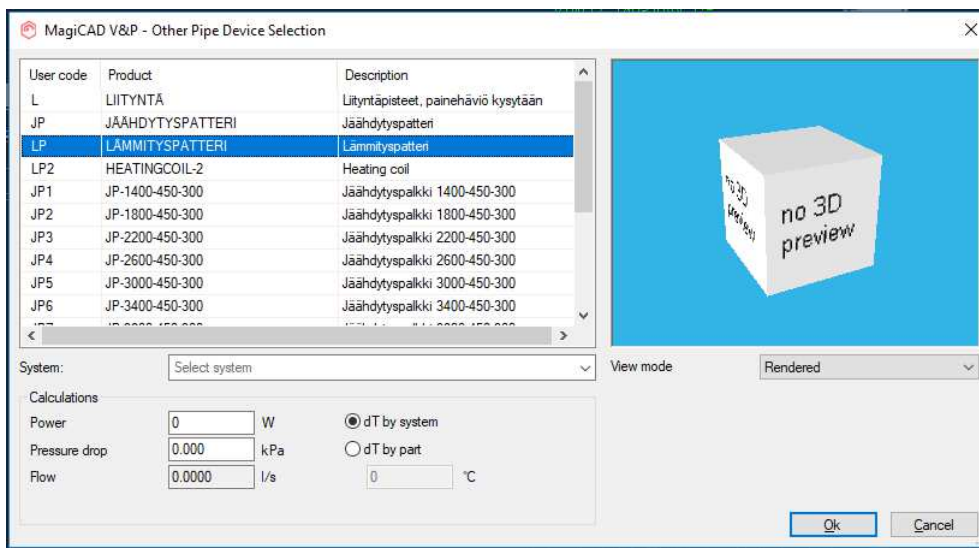 MagiCAD V&P - Other Pipe Device Selection
User code Product Description
L LIITYNTÄ Liityntäpisteet, painehäviö kysytään
JP JÄÄHDYTYSPATTERI Jäähdytyspatteri
LP LÄMMITYSPATTERI Lämmityspatteri
LP2 HEATINGCOIL-2 Heating coil
JP1 JP-1400-450-300 Jäähdytyspalkki 1400-450-300
JP2 JP-1800-450-300 Jäähdytyspalkki 1800-450-300
JP3 JP-2200-450-300 Jäähdytyspalkki 2200-450-300
JP4 JP-2600-450-300 Jäähdytyspalkki 2600-450-300
JP5 JP-3000-450-300 Jäähdytyspalkki 3000-450-300
JP6 JP-3400-450-300 Jäähdytyspalkki 3400-450-300
no 3D
preview
no 3D
preview
System: Select system
View mode Rendered
Calculations
Power 0 W dT by system
Pressure drop 0.000 kPa dT by part
Flow 0.0000 l/s 0 °C
Ok Cancel